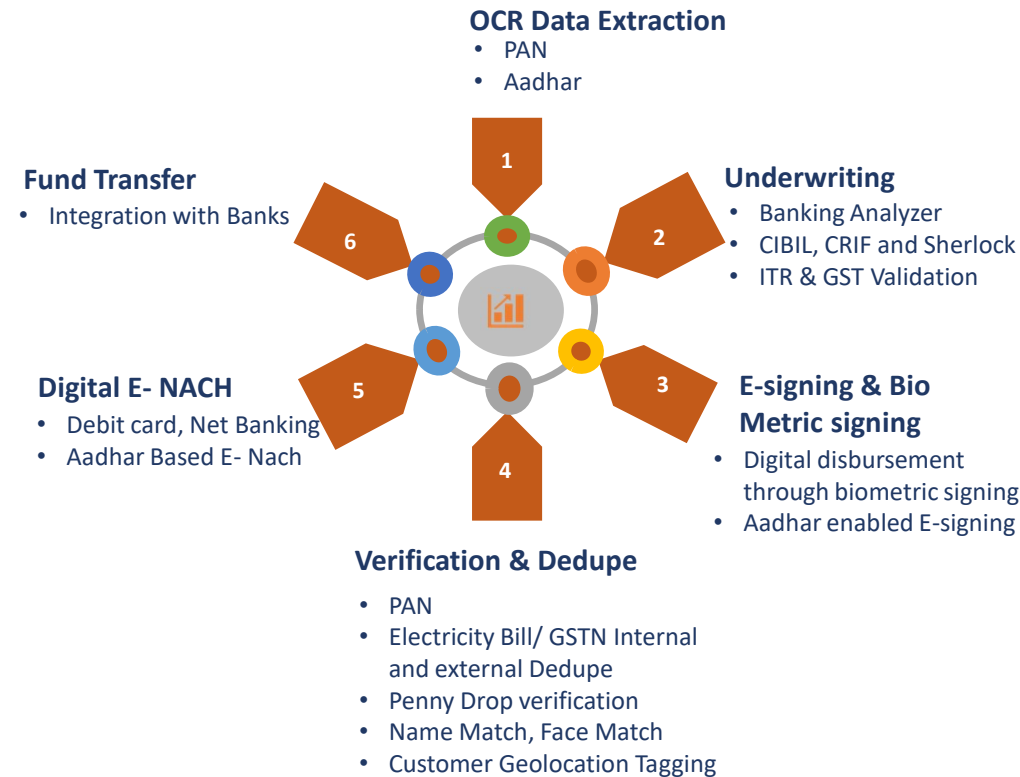 OCR Data Extraction
• PAN
• Aadhar
1
Underwriting
• Banking Analyzer
• CIBIL, CRIF and Sherlock
• ITR & GST Validation
2
E-signing & Bio
Metric signing
• Digital disbursement
through biometric signing
• Aadhar enabled E-signing
3
4
Verification & Dedupe
• PAN
• Electricity Bill/ GSTN Internal
and external Dedupe
• Penny Drop verification
• Name Match, Face Match
• Customer Geolocation Tagging
Digital E- NACH
• Debit card, Net Banking
• Aadhar Based E- Nach
5
Fund Transfer
• Integration with Banks
6